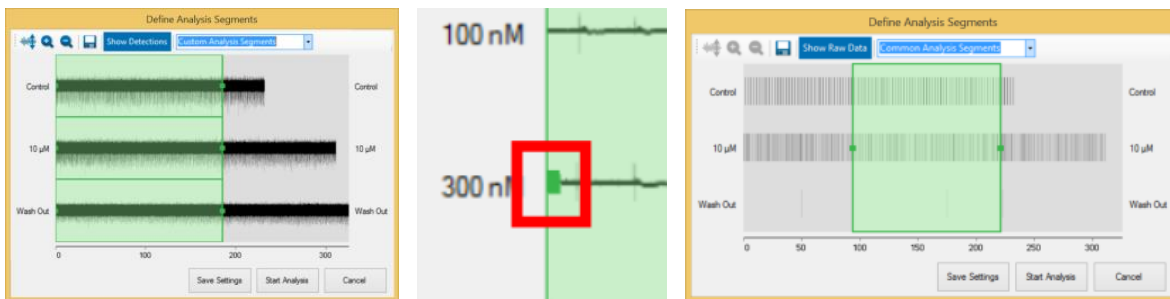 Define Analysis Segments
Show Detections Custom Analysis Segments
Control Control
10 µM 10 µM
Wash Out Wash Out
0 100 200 300
Save Settings Start Analysis Cancel
100 nM
300 nM
Define Analysis Segments
Show Raw Data Common Analysis Segments
Control Control
10 µM 10 µM
Wash Out Wash Out
0 50 100 150 200 250 300
Save Settings Start Analysis Cancel